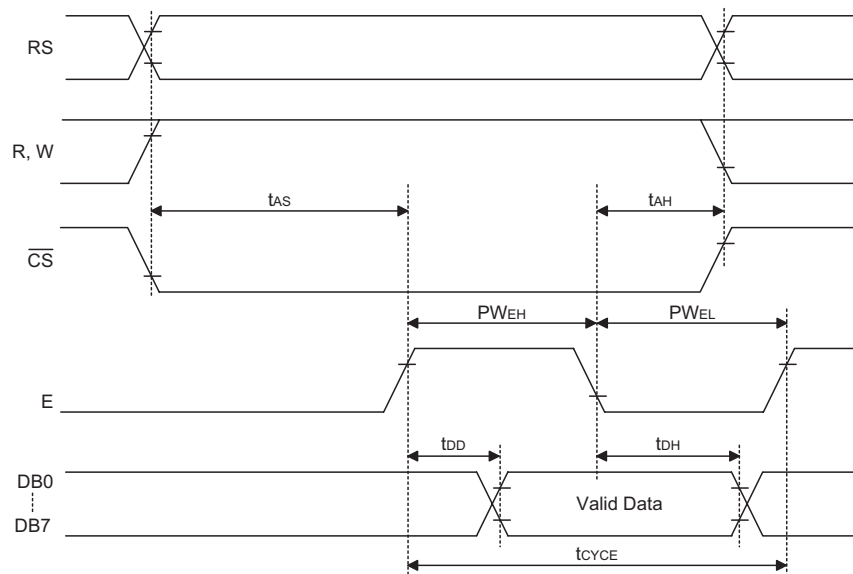 RS
R, W
tAS
tAH
CS
PWEH
PWEL
E
tDD
tDH
DB0
Valid Data
DB7
tCYCE